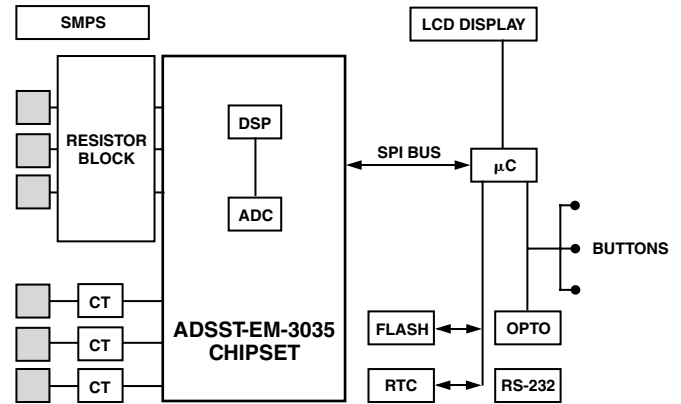 SMPS
LCD DISPLAY
RESISTOR
BLOCK
DSP
ADC
SPI BUS
μC
BUTTONS
CT
CT
CT
ADSST-EM-3035
CHIPSET
FLASH
OPTO
RTC
RS-232